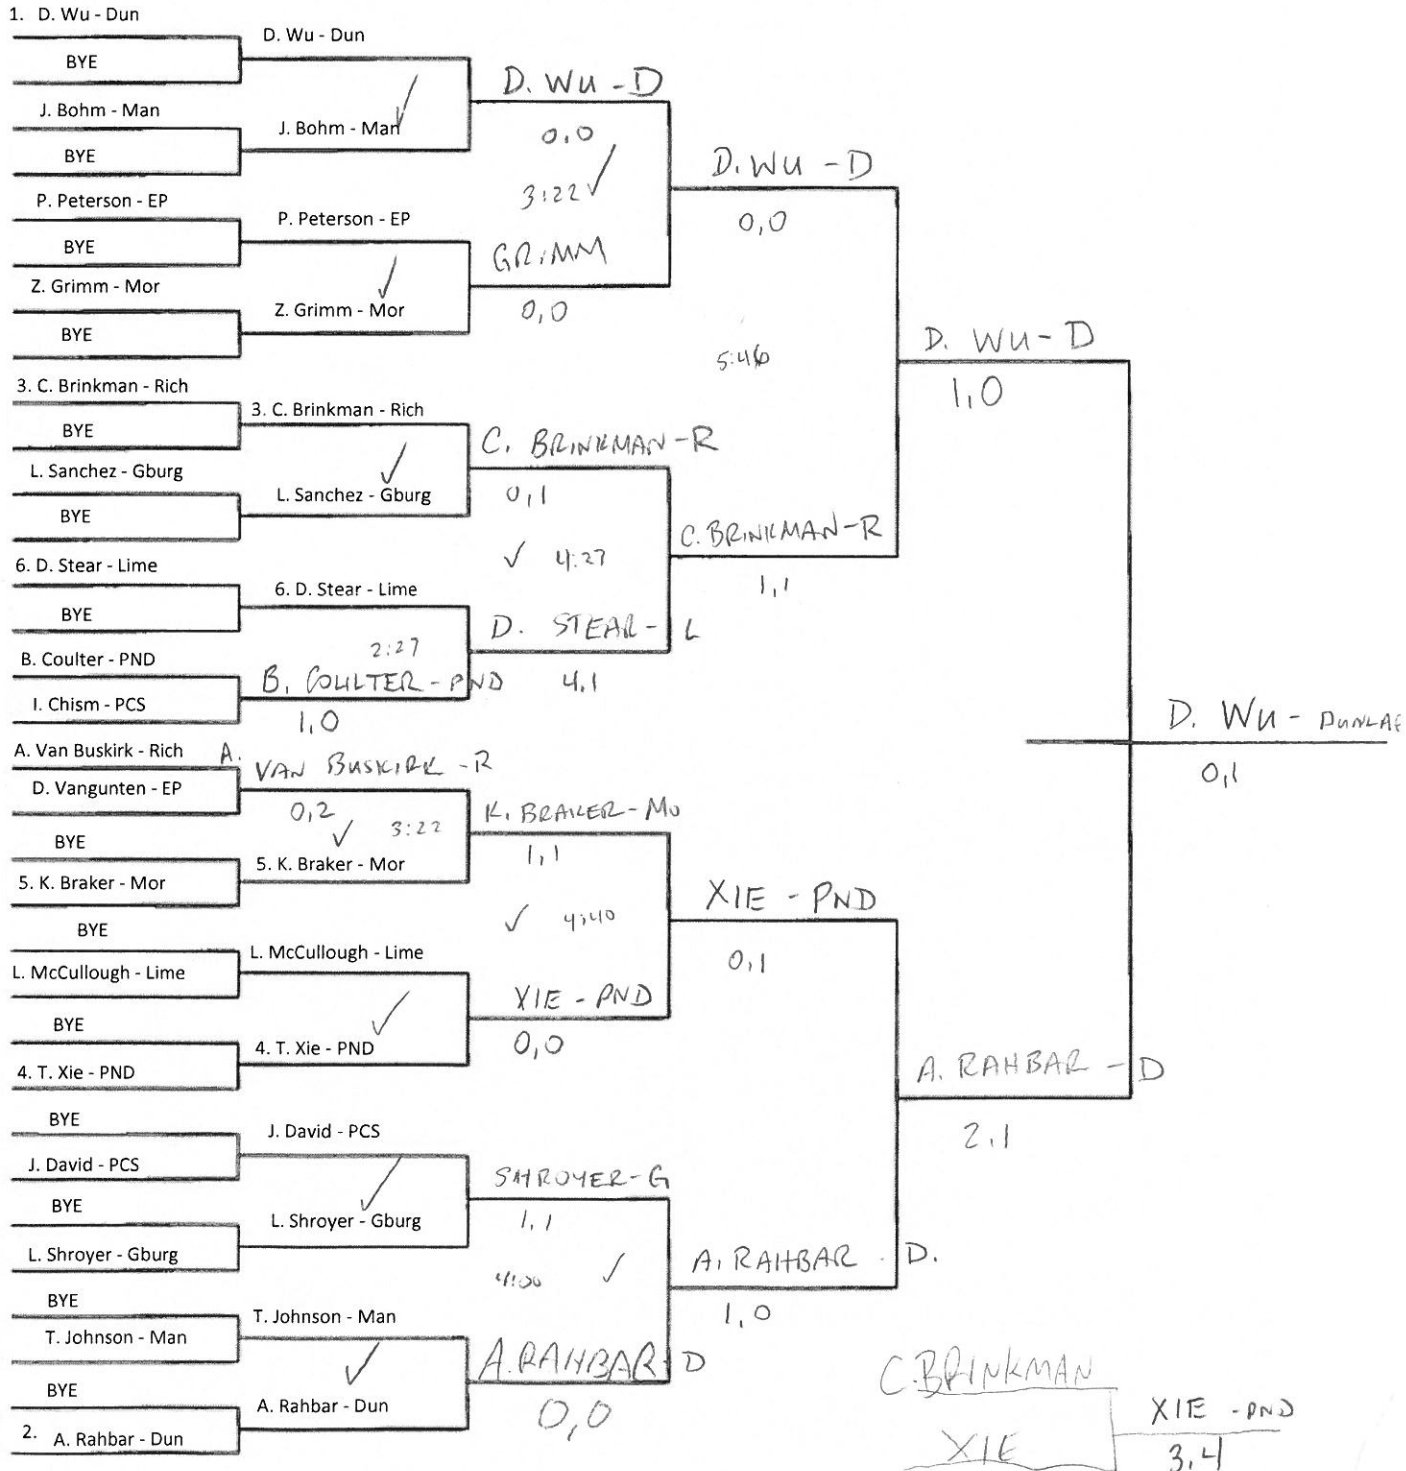 1. D. Wu - Dun
BYE
J. Bohm - Man
BYE
P. Peterson - EP
BYE
Z. Grimm - Mor
BYE
3. C. Brinkman - Rich
BYE
L. Sanchez - Gburg
BYE
6. D. Stear - Lime
BYE
B. Coulter - PND
I. Chism - PCS
A. Van Buskirk - Rich
D. Vangunten - EP
BYE
5. K. Braker - Mor
BYE
L. McCullough - Lime
BYE
4. T. Xie - PND
BYE
J. David - PCS
BYE
L. Shroyer - Gburg
BYE
T. Johnson - Man
BYE
2. A. Rahbar - Dun
D. Wu - Dun
J. Bohm - Man
P. Peterson - EP
Z. Grimm - Mor
3. C. Brinkman - Rich
L. Sanchez - Gburg
6. D. Stear - Lime
2:27
B. COULTER - PND
1,0
A. VAN BUSKIRK - R
0,2
3:22
5. K. Braker - Mor
L. McCullough - Lime
4. T. Xie - PND
J. David - PCS
L. Shroyer - Gburg
T. Johnson - Man
A. Rahbar - Dun
D. WU - D
0,0
3:22
GRIMM
0,0
C. BRINKMAN - R
0,1
4:27
D. STEAR - L
4,1
K. BRAKER - MO
1,1
4:40
XIE - PND
0,0
SHROYER - G
1,1
4:00
A. RAHBAR - D
0,0
D. WU - D
0,0
5:46
C. BRINKMAN - R
1,1
XIE - PND
0,1
A. RAHBAR - D.
1,0
D. WU - D
1,0
A. RAHBAR - D
2,1
D. WU - DUNLAP
0,1
C. BRINKMAN
XIE
XIE - PND
3,4